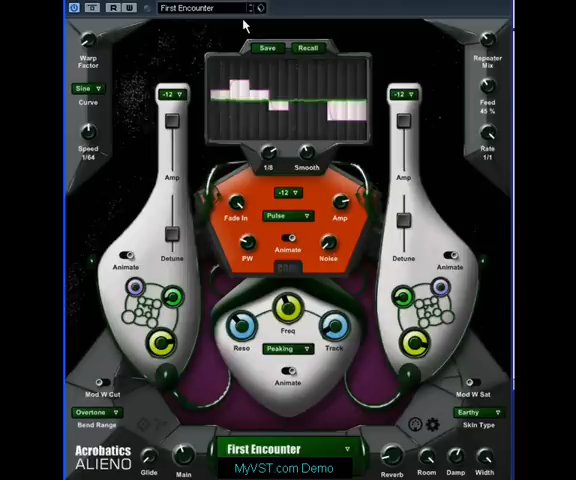 R W First Encounter
Save Recall
Warp Factor
Repeater Mix
Sine
Curve
Feed
45 %
-12
-12
Speed
1/64
Rate
1/1
1/8 Smooth
-12
Amp
Amp
Fade In
Pulse
Amp
PW
Animate
Noise
Detune
Detune
Animate
Animate
Freq
Reso
Track
Peaking
Animate
Mod W Cut
Mod W Sat
Overtone
Bend Range
Earthy
Skin Type
Acrobatics
ALIENO
Glide
Main
First Encounter
Reverb
Room
Damp
Width
MyVST.com Demo